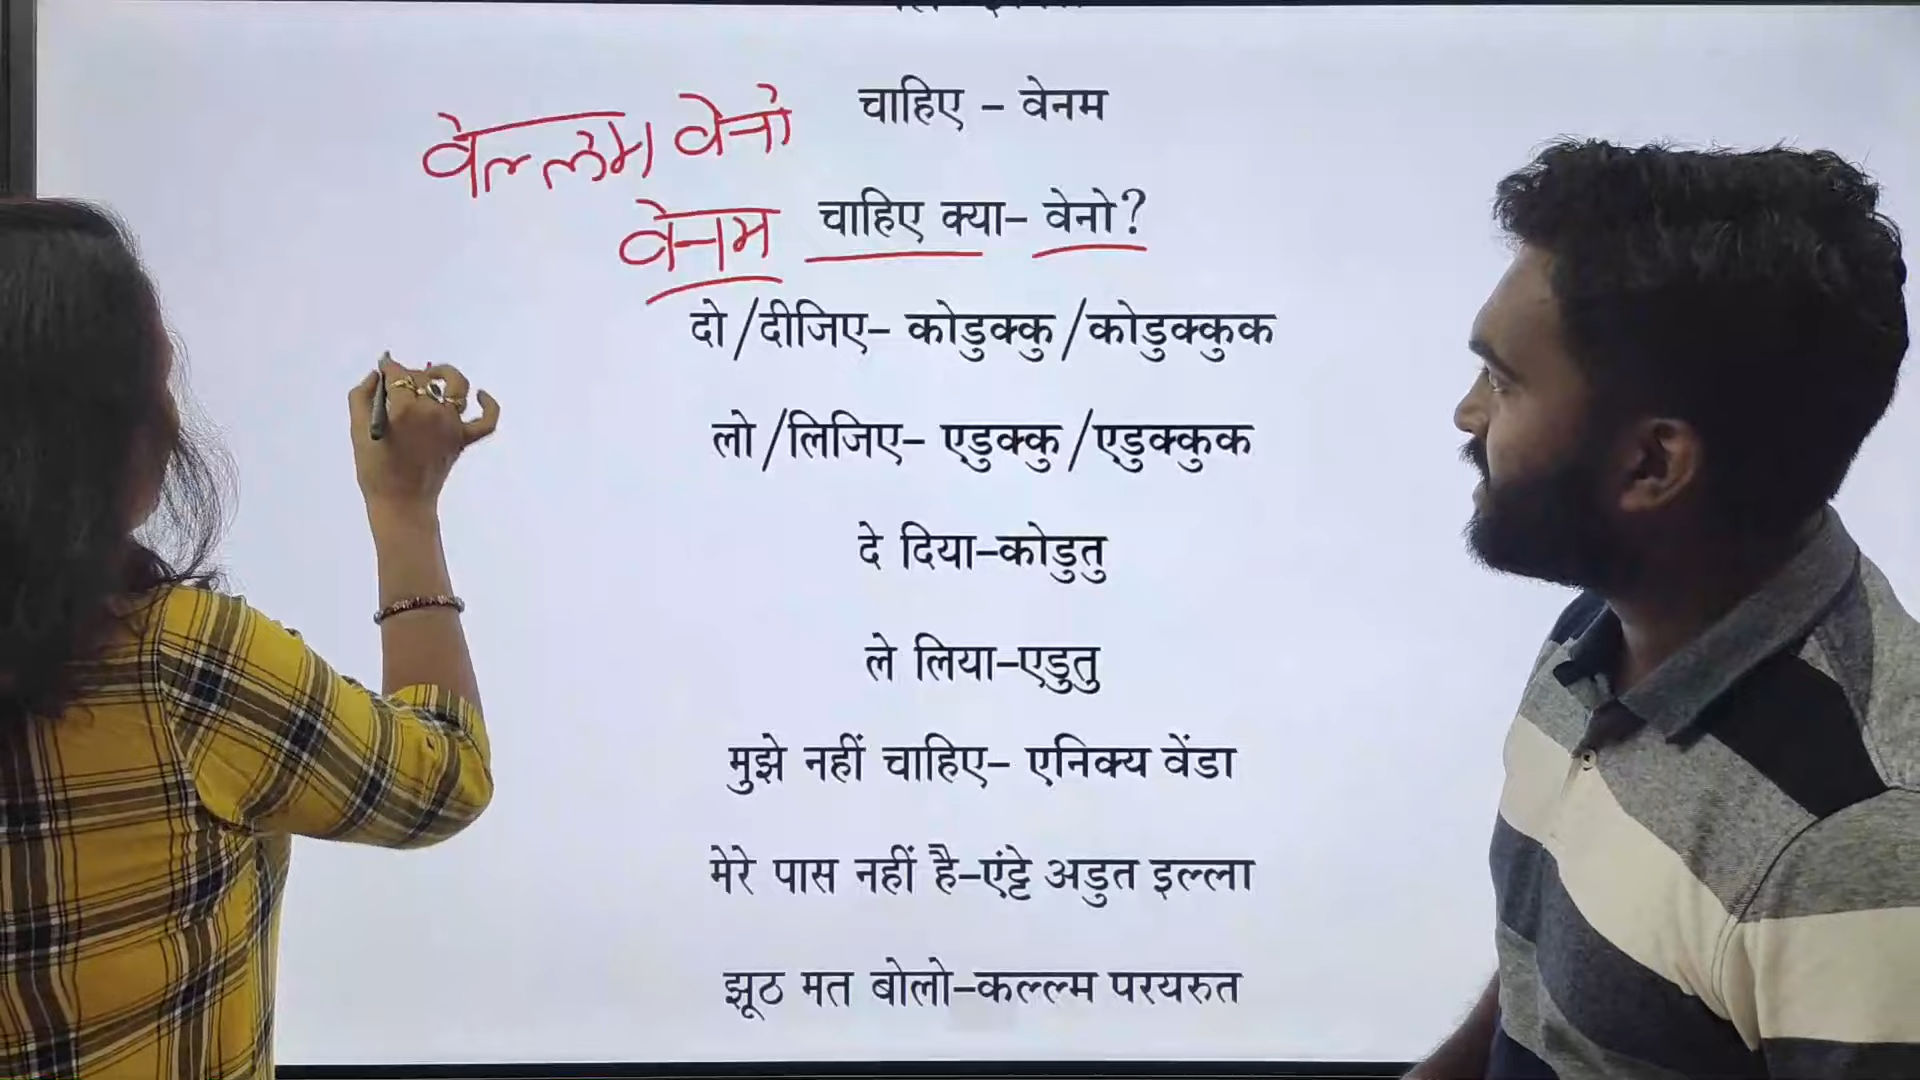 चाहिए – वेनम
वेल्लम वेनो
चाहिए क्या– वेनो?
वेनम
दो/दीजिए– कोडुक्कु/कोडुक्कुक
लो/लिजिए– एडुक्कु/एडुक्कुक
दे दिया–कोडुतु
ले लिया–एडुतु
मुझे नहीं चाहिए– एनिक्य वेंडा
मेरे पास नहीं है–एंट्टे अडुत इल्ला
झूठ मत बोलो–कल्ल्म परयरुत